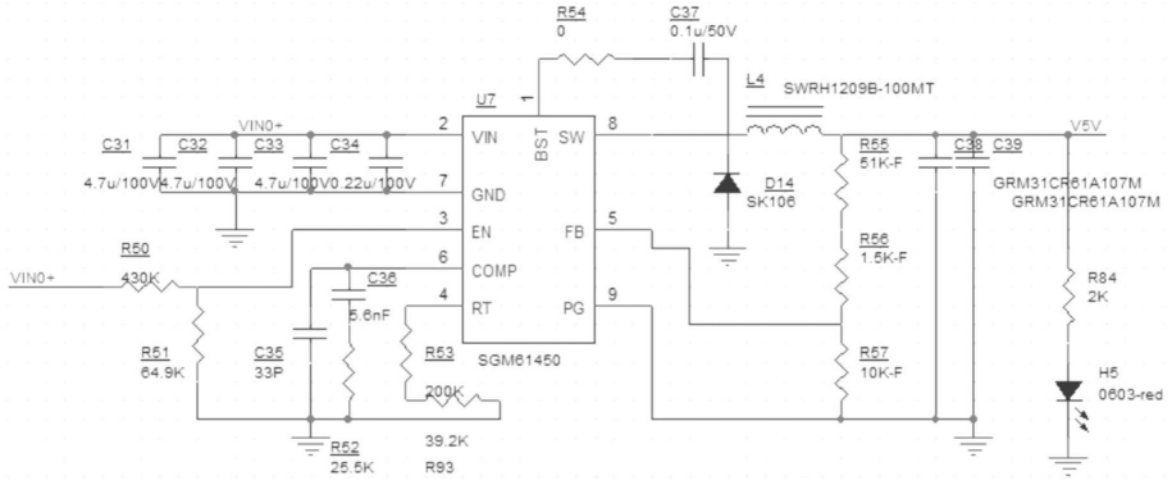 R54
0
C37
0.1u/50V
L4
SWRH1209B-100MT
U7
1
VIN0+
2
VIN
BST
SW
8
V5V
C31
C32
C33
C34
4.7u/100V
4.7u/100V
4.7u/100V
0.22u/100V
7
GND
R55
51K-F
C38
C39
D14
SK106
GRM31CR61A107M
GRM31CR61A107M
3
EN
FB
5
R50
430K
VIN0+
6
COMP
R56
1.5K-F
C36
5.6nF
4
RT
PG
9
R84
2K
R51
64.9K
C35
33P
R53
200K
SGM61450
R57
10K-F
H5
0603-red
R52
25.5K
39.2K
R93